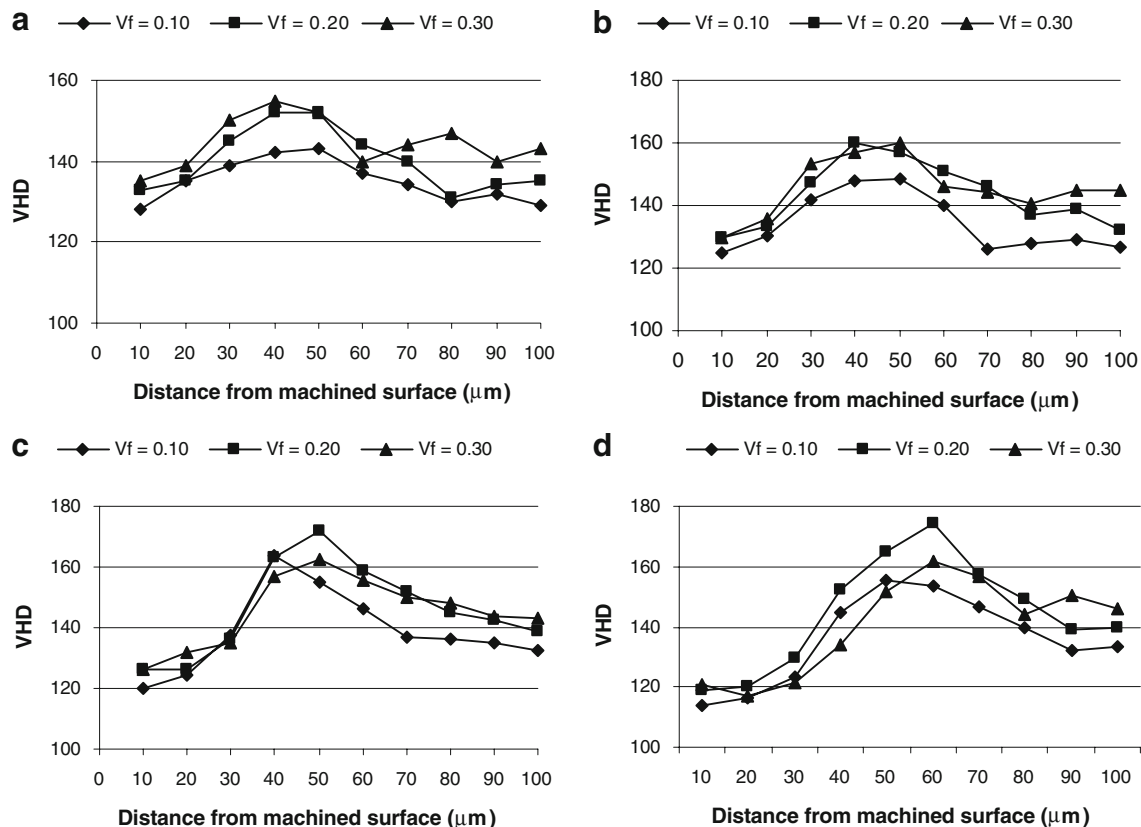 a
Vf = 0.10 Vf = 0.20 Vf = 0.30
160
140
120
100
VHD
0 10 20 30 40 50 60 70 80 90 100
Distance from machined surface (μm)
b
Vf = 0.10 Vf = 0.20 Vf = 0.30
180
160
140
120
100
VHD
0 10 20 30 40 50 60 70 80 90 100
Distance from machined surface (μm)
c
Vf = 0.10 Vf = 0.20 Vf = 0.30
180
160
140
120
100
VHD
0 10 20 30 40 50 60 70 80 90 100
Distance from machined surface (μm)
d
Vf = 0.10 Vf = 0.20 Vf = 0.30
180
160
140
120
100
VHD
10 20 30 40 50 60 70 80 90 100
Distance from machined surface (μm)